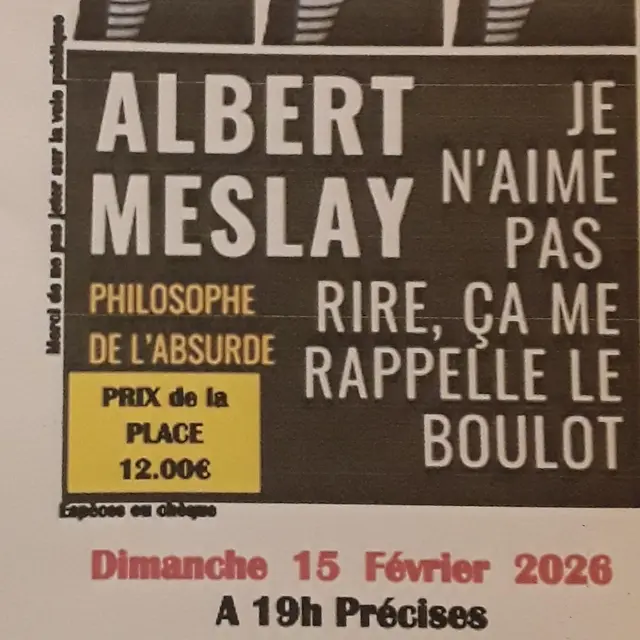 Merci de ne pas jeter sur la voie publique
ALBERT
MESLAY
PHILOSOPHE
DE L'ABSURDE
JE
N'AIME
PAS
RIRE, ÇA ME
RAPPELLE LE
BOULOT
PRIX de la
PLACE
12.00€
Espèces ou chèque
Dimanche 15 Février 2026
A 19h Précises